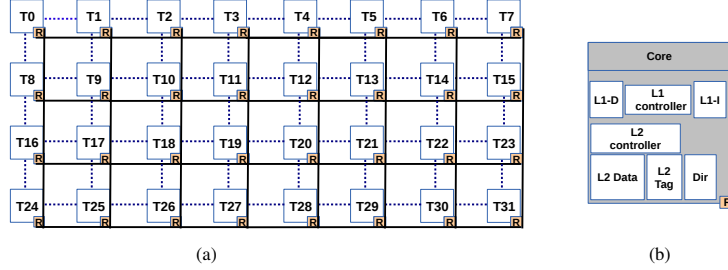 T0 T1 T2 T3 T4 T5 T6 T7
R R R R R R R R
T8 T9 T10 T11 T12 T13 T14 T15
R R R R R R R R
T16 T17 T18 T19 T20 T21 T22 T23
R R R R R R R R
T24 T25 T26 T27 T28 T29 T30 T31
R R R R R R R R
(a)
Core
L1-D
L1
controller
L1-I
L2
controller
L2 Data
L2
Tag
Dir
(b)